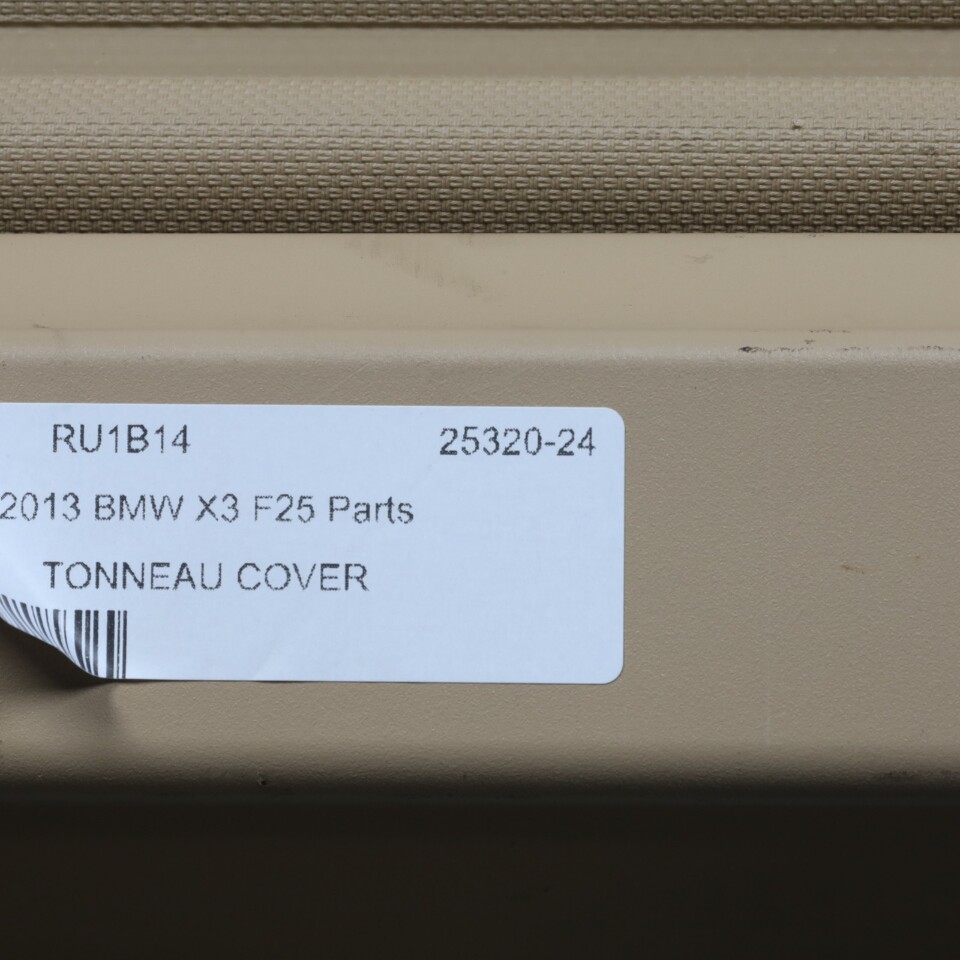 RU1B14 25320-24
2013 BMW X3 F25 Parts
TONNEAU COVER